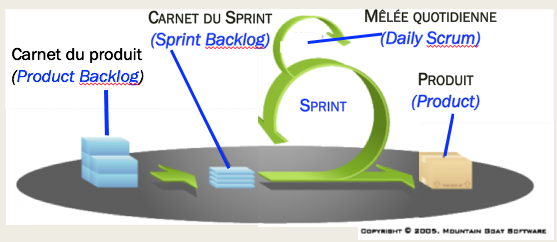 Carnet du produit
(Product Backlog)
CARNET DU SPRINT
(Sprint Backlog)
MÊLÉE QUOTIDIENNE
(Daily Scrum)
SPRINT
PRODUIT
(Product)
COPYRIGHT © 2005, MOUNTAIN GOAT SOFTWARE